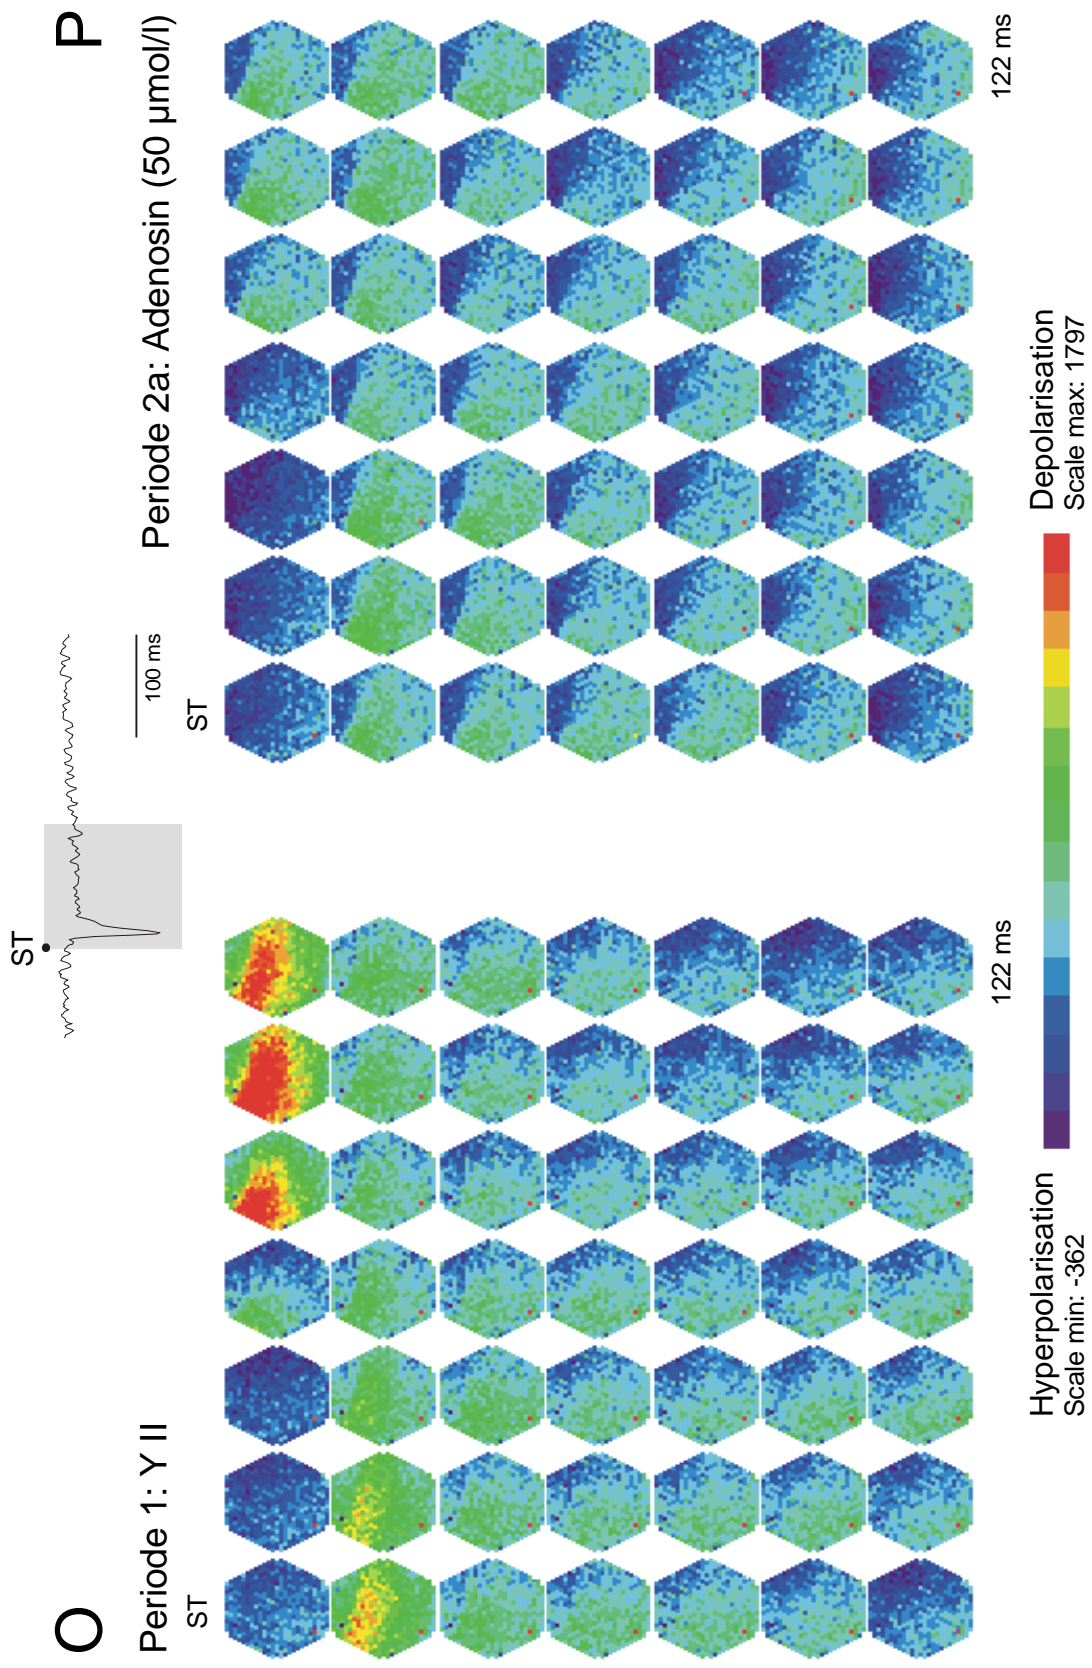 O
Periode 1: Y II
ST
122 ms
ST
100 ms
P
Periode 2a: Adenosin (50 µmol/l)
ST
122 ms
Hyperpolarisation
Scale min: -362
Depolarisation
Scale max: 1797